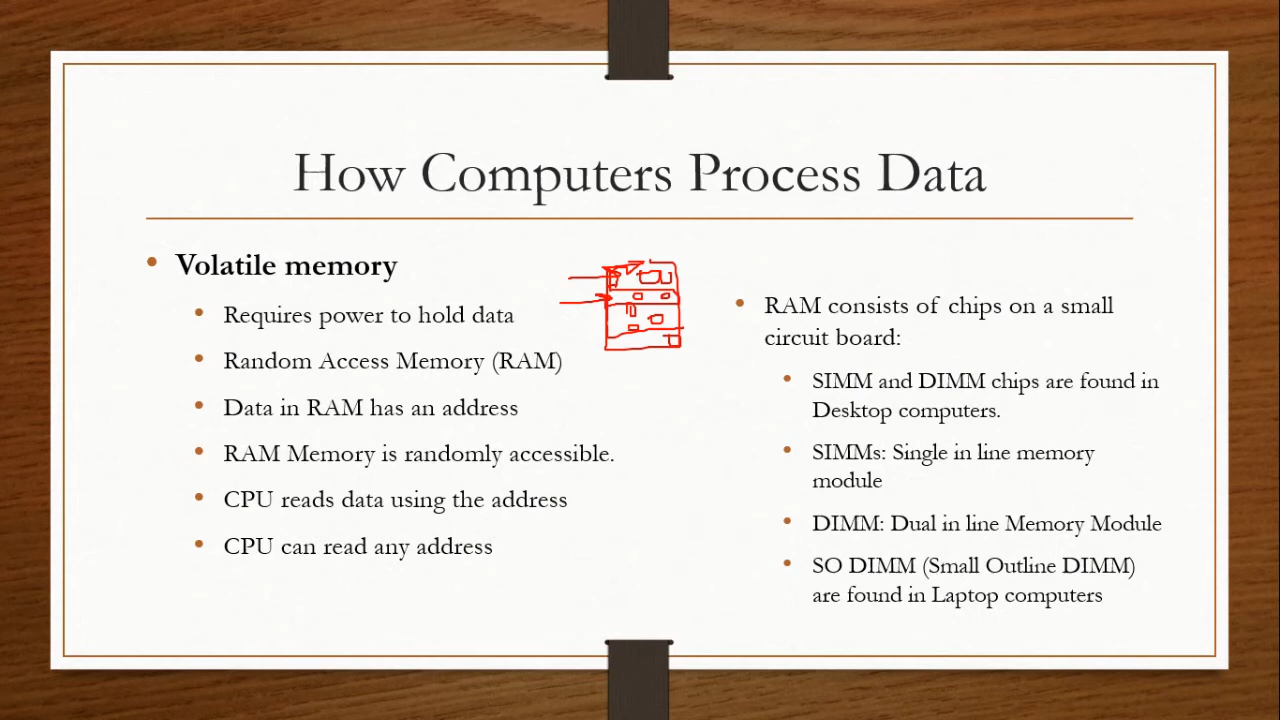 How Computers Process Data
Volatile memory
Requires power to hold data
Random Access Memory (RAM)
Data in RAM has an address
RAM Memory is randomly accessible.
CPU reads data using the address
CPU can read any address
RAM consists of chips on a small
circuit board:
SIMM and DIMM chips are found in
Desktop computers.
SIMMs: Single in line memory
module
DIMM: Dual in line Memory Module
SO DIMM (Small Outline DIMM)
are found in Laptop computers